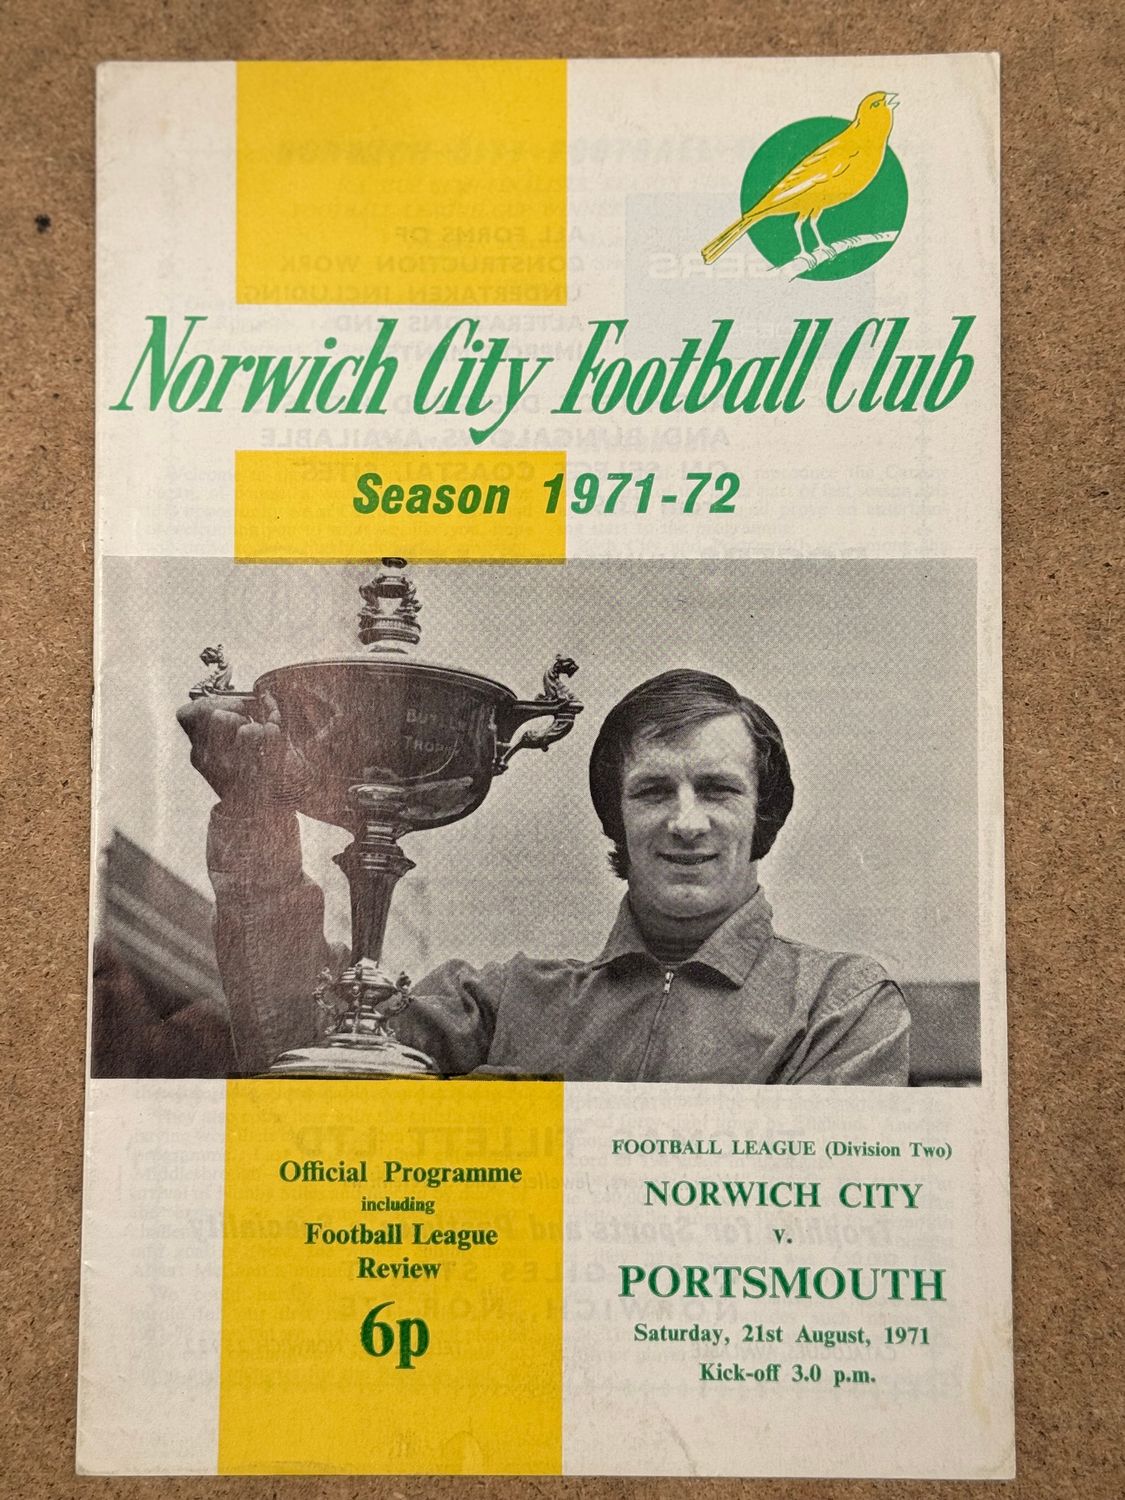 Norwich City Football Club
Season 1971-72
Official Programme
including
Football League
Review
6p
FOOTBALL LEAGUE (Division Two)
NORWICH CITY
v.
PORTSMOUTH
Saturday, 21st August, 1971
Kick-off 3.0 p.m.